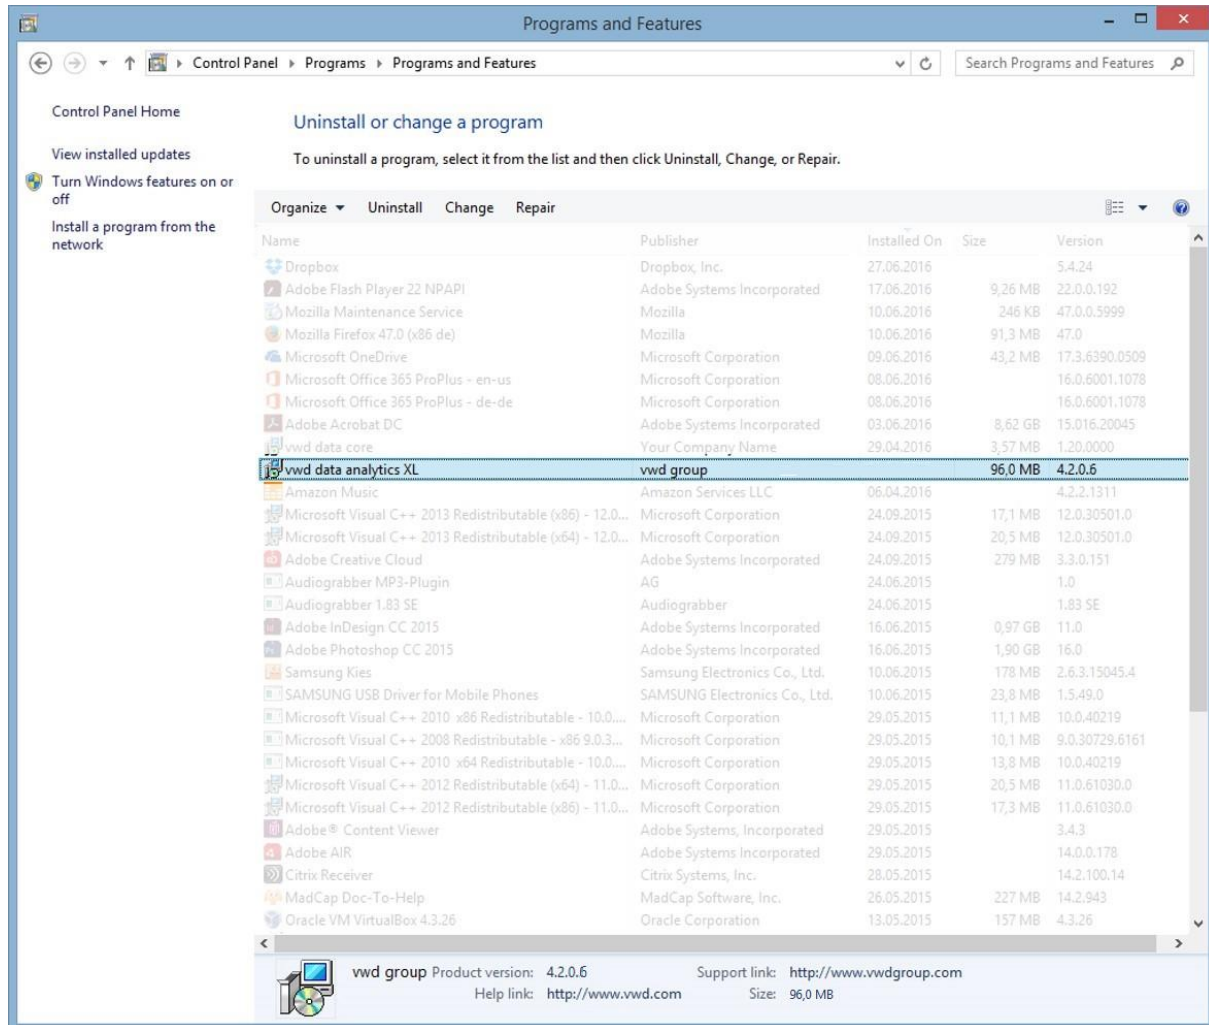 Programs and Features
Control Panel Programs Programs and Features Search Programs and Features
Control Panel Home
View installed updates
Turn Windows features on or
off
Install a program from the
network
Uninstall or change a program
To uninstall a program, select it from the list and then click Uninstall, Change, or Repair.
Organize Uninstall Change Repair
Name Publisher Installed On Size Version
Dropbox Dropbox, Inc. 27.06.2016 5.4.24
Adobe Flash Player 22 NPAPI Adobe Systems Incorporated 17.06.2016 9,26 MB 22.0.0.192
Mozilla Maintenance Service Mozilla 10.06.2016 246 KB 47.0.0.5999
Mozilla Firefox 47.0 (x86 de) Mozilla 10.06.2016 91,3 MB 47.0
Microsoft OneDrive Microsoft Corporation 09.06.2016 43,2 MB 17.3.6390.0509
Microsoft Office 365 ProPlus - en-us Microsoft Corporation 08.06.2016 16.0.6001.1078
Microsoft Office 365 ProPlus - de-de Microsoft Corporation 08.06.2016 16.0.6001.1078
Adobe Acrobat DC Adobe Systems Incorporated 03.06.2016 8,62 GB 15.016.20045
vwd data core Your Company Name 29.04.2016 3,57 MB 1.20.0000
vwd data analytics XL vwd group 96,0 MB 4.2.0.6
Amazon Music Amazon Services LLC 06.04.2016 4.2.2.1311
Microsoft Visual C++ 2013 Redistributable (x86) - 12.0... Microsoft Corporation 24.09.2015 17,1 MB 12.0.30501.0
Microsoft Visual C++ 2013 Redistributable (x64) - 12.0... Microsoft Corporation 24.09.2015 20,5 MB 12.0.30501.0
Adobe Creative Cloud Adobe Systems Incorporated 24.09.2015 279 MB 3.3.0.151
Audiograbber MP3-Plugin AG 24.06.2015 1.0
Audiograbber 1.83 SE Audiograbber 24.06.2015 1.83 SE
Adobe InDesign CC 2015 Adobe Systems Incorporated 16.06.2015 0,97 GB 11.0
Adobe Photoshop CC 2015 Adobe Systems Incorporated 16.06.2015 1,90 GB 16.0
Samsung Kies Samsung Electronics Co., Ltd. 10.06.2015 178 MB 2.6.3.15045.4
SAMSUNG USB Driver for Mobile Phones SAMSUNG Electronics Co., Ltd. 10.06.2015 23,8 MB 1.5.49.0
Microsoft Visual C++ 2010 x86 Redistributable - 10.0.... Microsoft Corporation 29.05.2015 11,1 MB 10.0.40219
Microsoft Visual C++ 2008 Redistributable - x86 9.0.3... Microsoft Corporation 29.05.2015 10,1 MB 9.0.30729.6161
Microsoft Visual C++ 2010 x64 Redistributable - 10.0.... Microsoft Corporation 29.05.2015 13,8 MB 10.0.40219
Microsoft Visual C++ 2012 Redistributable (x64) - 11.0... Microsoft Corporation 29.05.2015 20,5 MB 11.0.61030.0
Microsoft Visual C++ 2012 Redistributable (x86) - 11.0... Microsoft Corporation 29.05.2015 17,3 MB 11.0.61030.0
Adobe® Content Viewer Adobe Systems, Incorporated 29.05.2015 3.4.3
Adobe AIR Adobe Systems Incorporated 29.05.2015 14.0.0.178
Citrix Receiver Citrix Systems, Inc. 28.05.2015 14.2.100.14
MadCap Doc-To-Help MadCap Software, Inc. 26.05.2015 227 MB 14.2.943
Oracle VM VirtualBox 4.3.26 Oracle Corporation 13.05.2015 157 MB 4.3.26
vwd group Product version: 4.2.0.6 Support link: http://www.vwdgroup.com
Help link: http://www.vwd.com Size: 96,0 MB